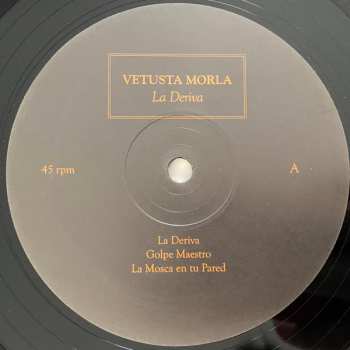 VETUSTA MORLA
La Deriva
45 rpm
A
La Deriva
Golpe Maestro
La Mosca en tu Pared